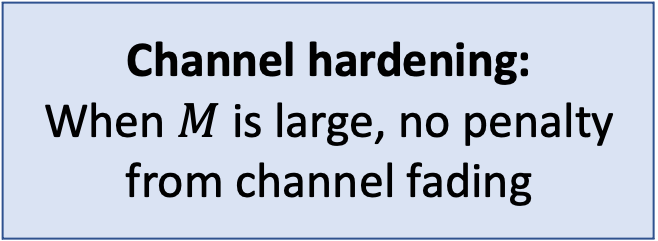 Channel hardening:
When M is large, no penalty
from channel fading